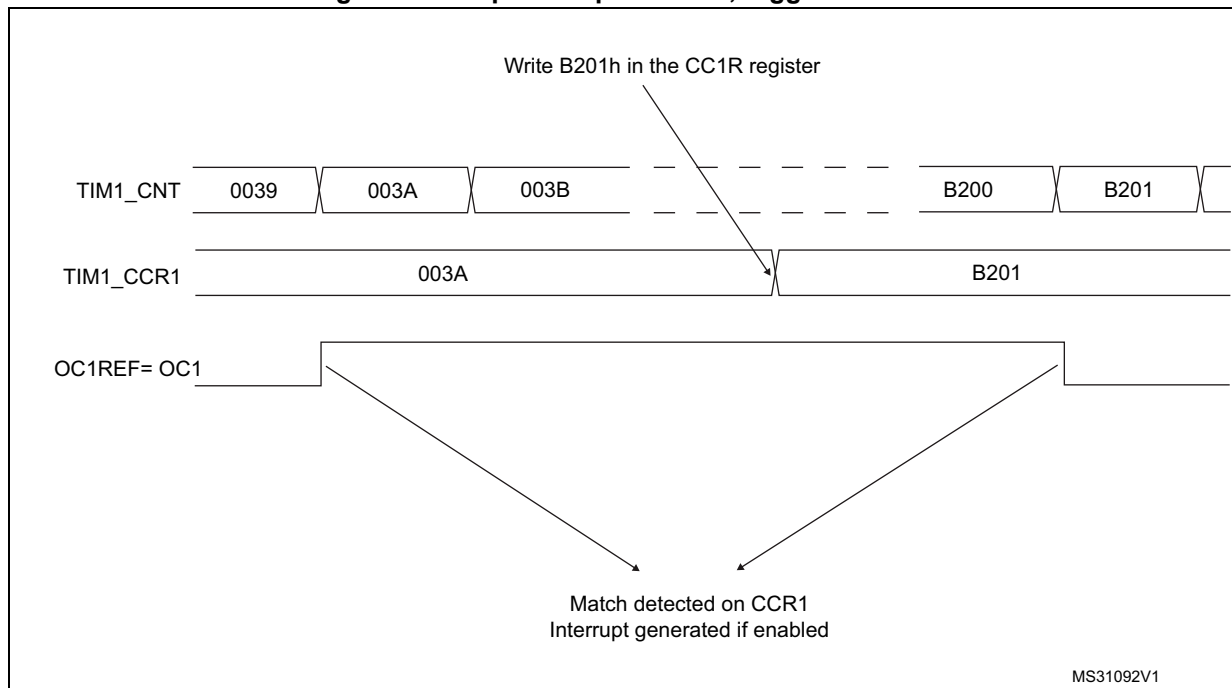 Write B201h in the CC1R register
TIM1_CNT 0039 003A 003B B200 B201
TIM1_CCR1 003A B201
OC1REF= OC1
Match detected on CCR1
Interrupt generated if enabled
MS31092V1